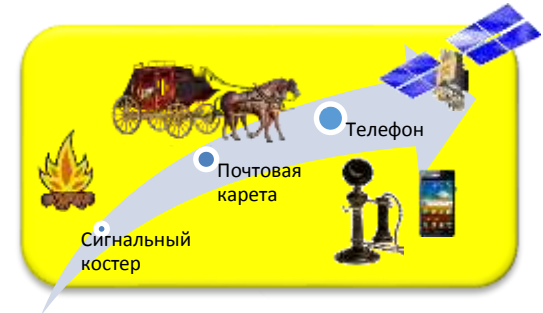 Телефон
Почтовая
карета
Сигнальный
костер